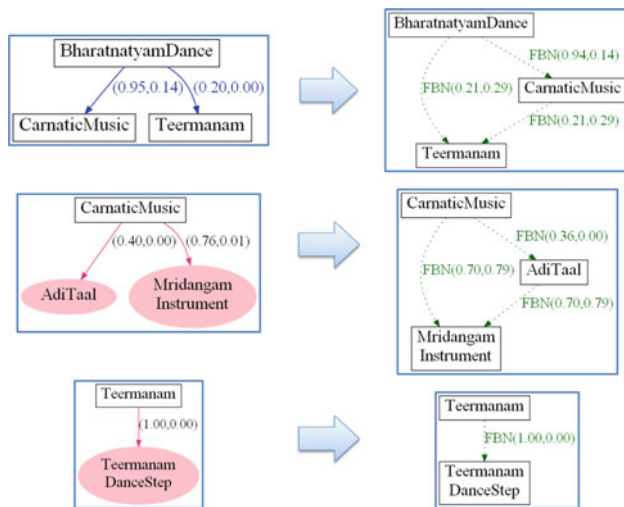 BharatnatyamDance
(0.95,0.14)
(0.20,0.00)
CarnaticMusic
Teermanam
BharatnatyamDance
FBN(0.94,0.14)
FBN(0.21,0.29)
CarnaticMusic
FBN(0.21,0.29)
Teermanam
CarnaticMusic
(0.40,0.00)
(0.76,0.01)
AdiTaal
Mridangam
Instrument
CarnaticMusic
FBN(0.36,0.00)
FBN(0.70,0.79)
AdiTaal
FBN(0.70,0.79)
Mridangam
Instrument
Teermanam
(1.00,0.00)
Teermanam
DanceStep
Teermanam
FBN(1.00,0.00)
Teermanam
DanceStep